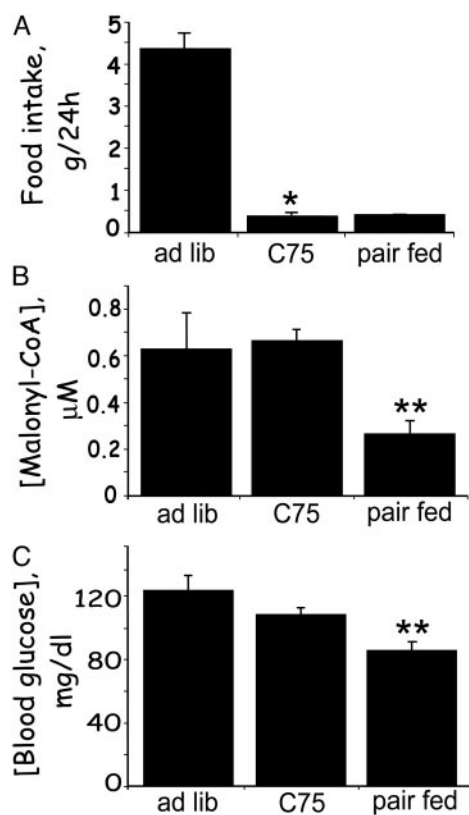 A
Food intake,
g/24h
5
4
3
2
1
0
*
ad lib
C75
pair fed
B
[Malonyl-CoA],
µM
0.8
0.6
0.4
0.2
0
**
ad lib
C75
pair fed
C
[Blood glucose],
mg/dl
120
80
40
0
**
ad lib
C75
pair fed